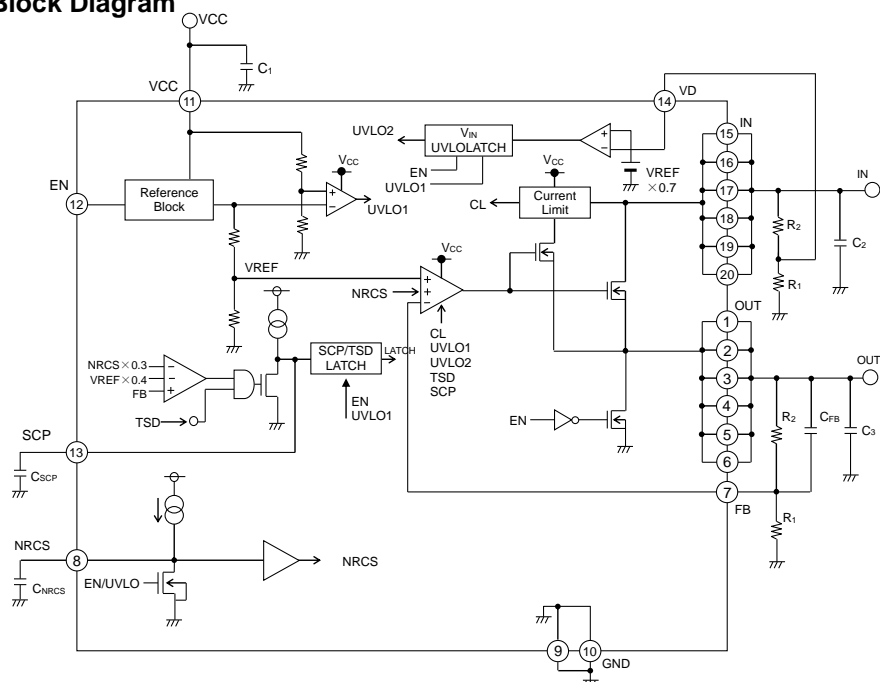 Block Diagram
VCC
C1
VCC
11
14
VD
IN
15
16
17
18
19
20
IN
R2
C2
R1
UVLO2
VIN
UVLOLATCH
EN
UVLO1
VREF
×0.7
VCC
CL
Current
Limit
EN
12
Reference
Block
VCC
UVLO1
VREF
VCC
NRCS
CL
UVLO1
UVLO2
TSD
SCP
OUT
1
2
3
4
5
6
7
FB
OUT
R2
CFB
C3
R1
NRCS×0.3
VREF×0.4
FB
TSD
SCP/TSD
LATCH
LATCH
EN
UVLO1
EN
SCP
13
CSCP
NRCS
8
CNRCS
EN/UVLO
NRCS
9
10
GND